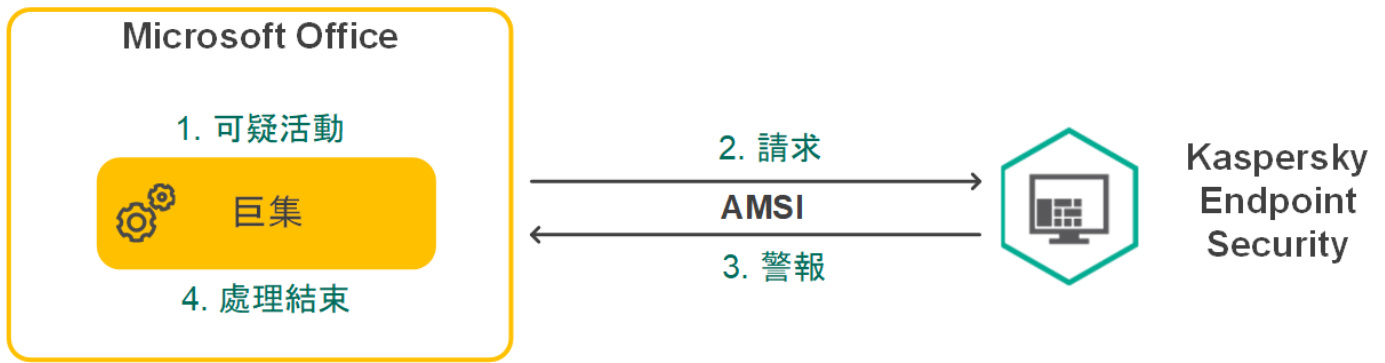 Microsoft Office
1. 可疑活動
巨集
4. 處理結束
2. 請求
AMSI
3. 警報
Kaspersky
Endpoint
Security